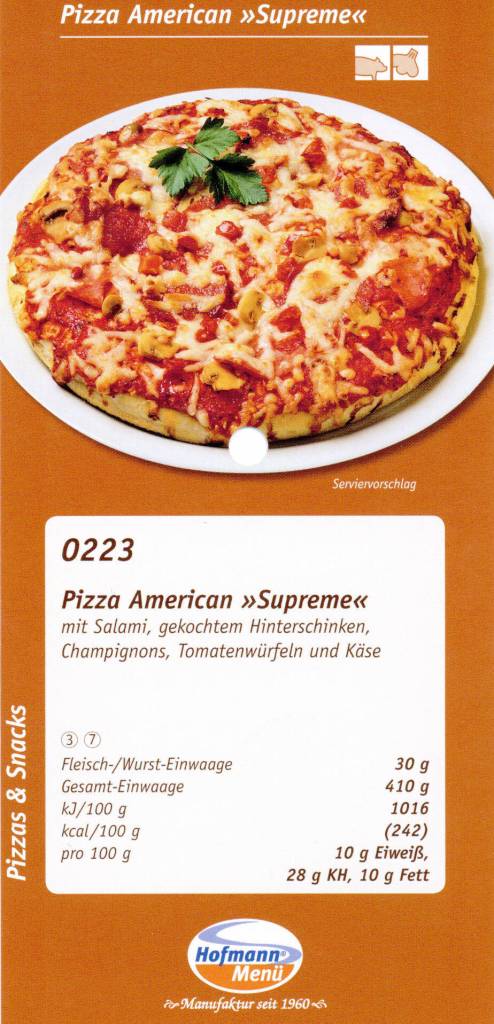 Pizza American »Supreme«
Serviervorschlag
0223
Pizza American »Supreme«
mit Salami, gekochtem Hinterschinken,
Champignons, Tomatenwürfeln und Käse
③ ⑦
Fleisch-/Wurst-Einwaage 30 g
Gesamt-Einwaage 410 g
kJ/100 g 1016
kcal/100 g (242)
pro 100 g 10 g Eiweiß,
28 g KH, 10 g Fett
Pizzas & Snacks
Hofmann®
Menü
Manufaktur seit 1960